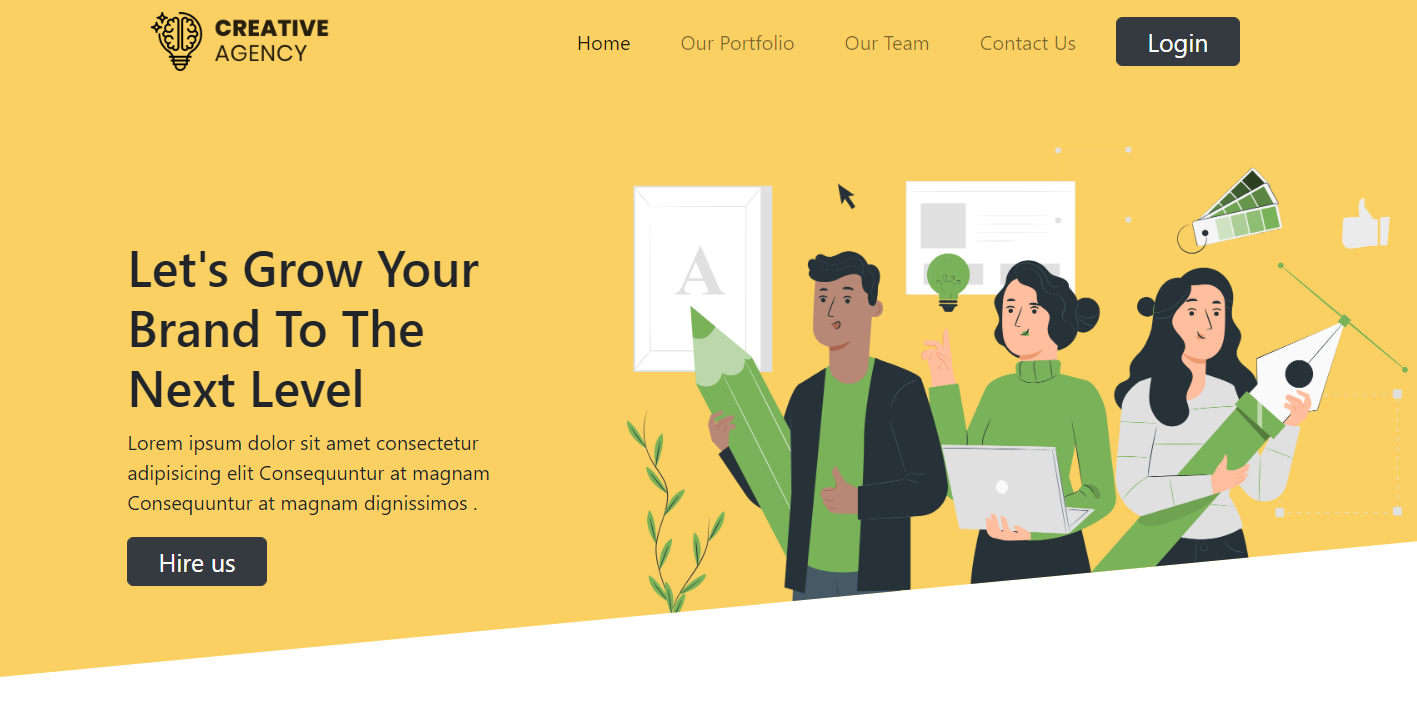 CREATIVE
AGENCY
Home Our Portfolio Our Team Contact Us Login
A
Let's Grow Your
Brand To The
Next Level
Lorem ipsum dolor sit amet consectetur
adipisicing elit Consequuntur at magnam
Consequuntur at magnam dignissimos .
Hire us